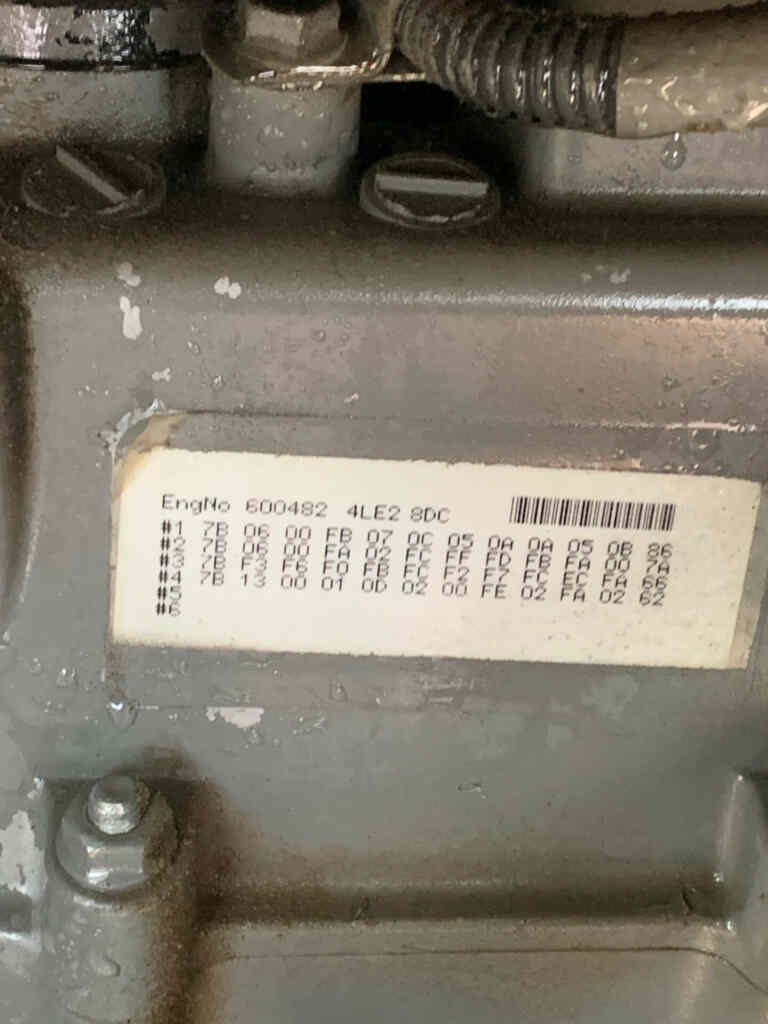 EngNo 600482 4LE2 8DC
#1 7B 06 00 FB 07 0C 05 0A 0A 05 0B 86
#2 7B 06 00 FA 02 FC FF FD FB FA 00 7A
#3 7B F3 F6 F0 FB F2 F7 FC EC FA 66
#4 7B 13 00 01 0D 02 00 FE 02 FA 02 62
#5
#6